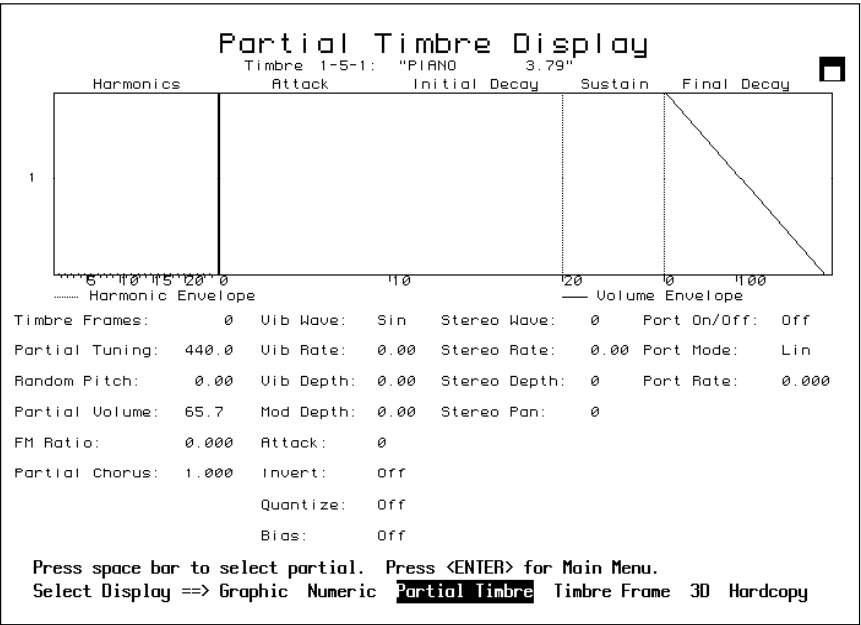 Partial Timbre Display
Timbre 1-5-1: "PIANO 3.79"
Harmonics Attack Initial Decay Sustain Final Decay
1
5 10 15 20 0 10 20 0 100
Harmonic Envelope Volume Envelope
Timbre Frames: 0 Vib Wave: Sin Stereo Wave: 0 Port On/Off: Off
Partial Tuning: 440.0 Vib Rate: 0.00 Stereo Rate: 0.00 Port Mode: Lin
Random Pitch: 0.00 Vib Depth: 0.00 Stereo Depth: 0 Port Rate: 0.000
Partial Volume: 65.7 Mod Depth: 0.00 Stereo Pan: 0
FM Ratio: 0.000 Attack: 0
Partial Chorus: 1.000 Invert: Off
Quantize: Off
Bias: Off
Press space bar to select partial. Press <ENTER> for Main Menu.
Select Display ==> Graphic Numeric Partial Timbre Timbre Frame 3D Hardcopy